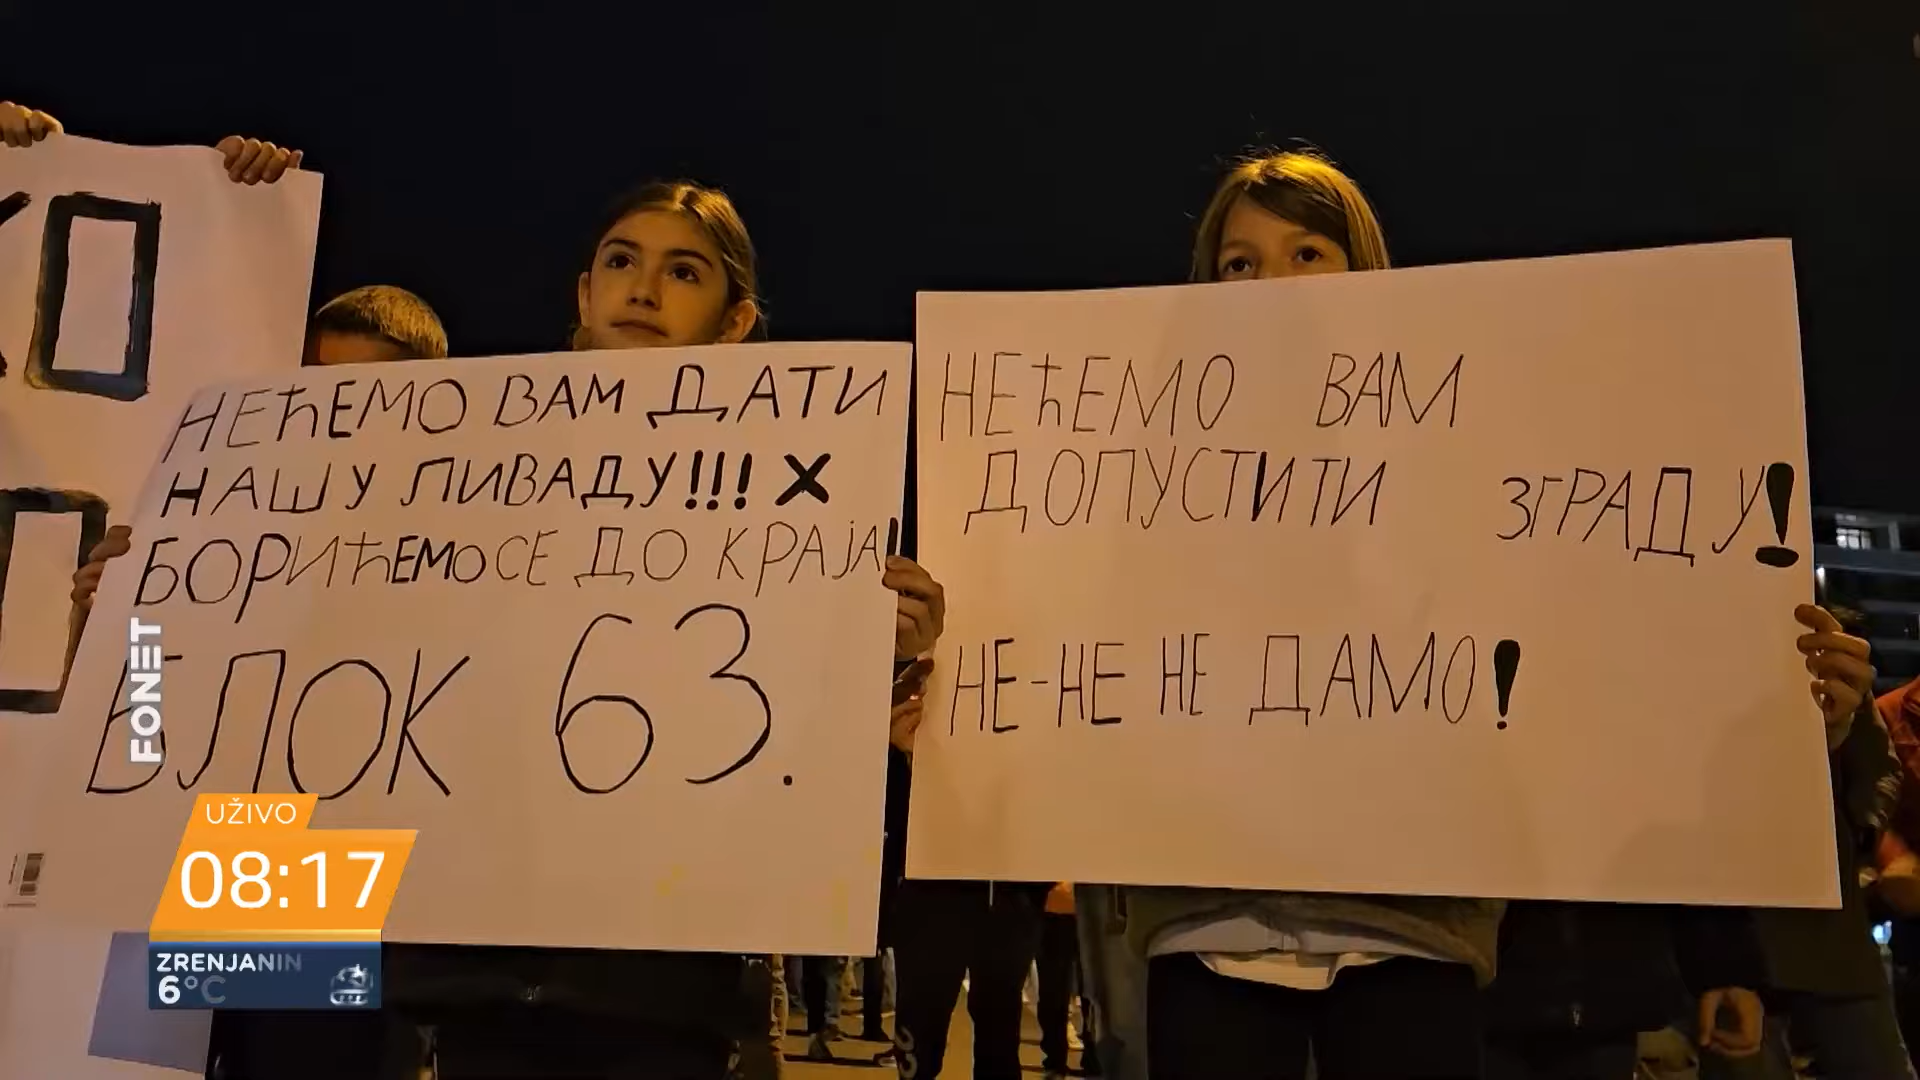 НЕЋЕМО ВАМ ДАТИ
НАШУ ЛИВАДУ!!! X
БОРИЋЕМО СЕ ДО КРАЈА!
БЛОК 63.
НЕЋЕМО ВАМ
ДОПУСТИТИ ЗГРАДУ!
НЕ-НЕ НЕ ДАМО!
FONET
UŽIVO
08:17
ZRENJANIN
6°C